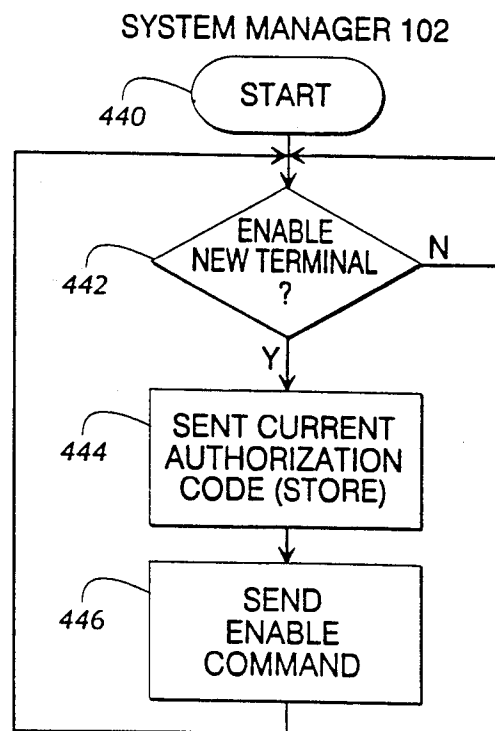 SYSTEM MANAGER 102
440
START
442
ENABLE
NEW TERMINAL
?
N
Y
444
SENT CURRENT
AUTHORIZATION
CODE (STORE)
446
SEND
ENABLE
COMMAND